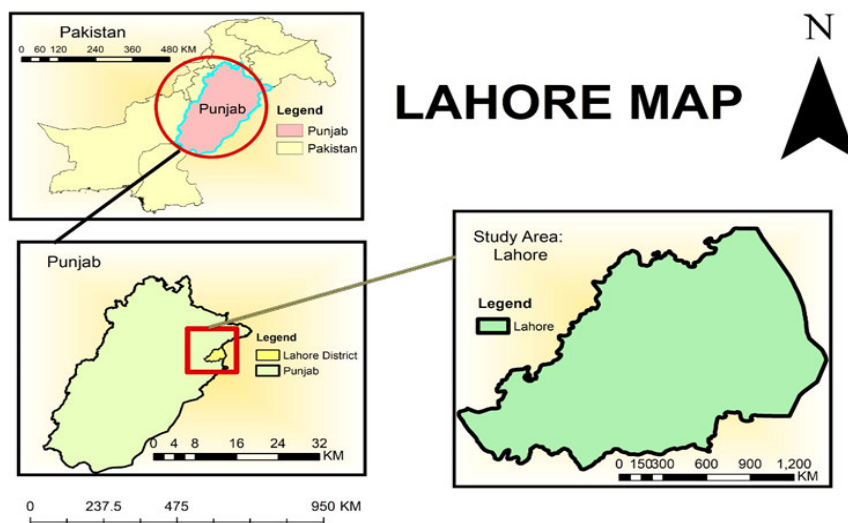 Pakistan
0 60 120 240 360 480 KM
Punjab
Legend
Punjab
Pakistan
LAHORE MAP
N
Punjab
Legend
Lahore District
Punjab
0 4 8 16 24 32
KM
Study Area:
Lahore
Legend
Lahore
0 150300 600 900 1,200
KM
0 237.5 475 950 KM